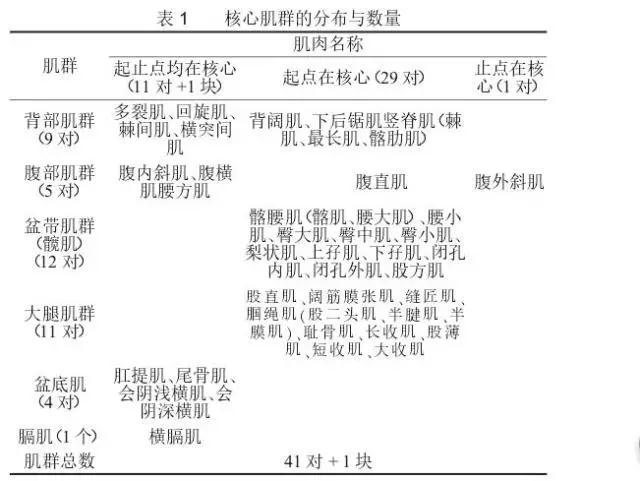 表 1 核心肌群的分布与数量
肌群
肌肉名称
起止点均在核心
(11 对 +1 块)
起点在核心(29 对)
止点在核
心(1 对)
背部肌群
(9 对)
多裂肌、回旋肌、
棘间肌、横突间
肌
背阔肌、下后锯肌竖脊肌(棘
肌、最长肌、髂肋肌)
腹部肌群
(5 对)
腹内斜肌、腹横
肌腰方肌
腹直肌
腹外斜肌
盆带肌群
(髋肌)
(12 对)
髂腰肌(髂肌、腰大肌)、腰小
肌、臀大肌、臀中肌、臀小肌、
梨状肌、上孖肌、下孖肌、闭孔
内肌、闭孔外肌、股方肌
大腿肌群
(11 对)
股直肌、阔筋膜张肌、缝匠肌、
腘绳肌(股二头肌、半腱肌、半
膜肌)、耻骨肌、长收肌、股薄
肌、短收肌、大收肌
盆底肌
(4 对)
肛提肌、尾骨肌、
会阴浅横肌、会
阴深横肌
膈肌(1 个)
横膈肌
肌群总数
41 对 + 1 块